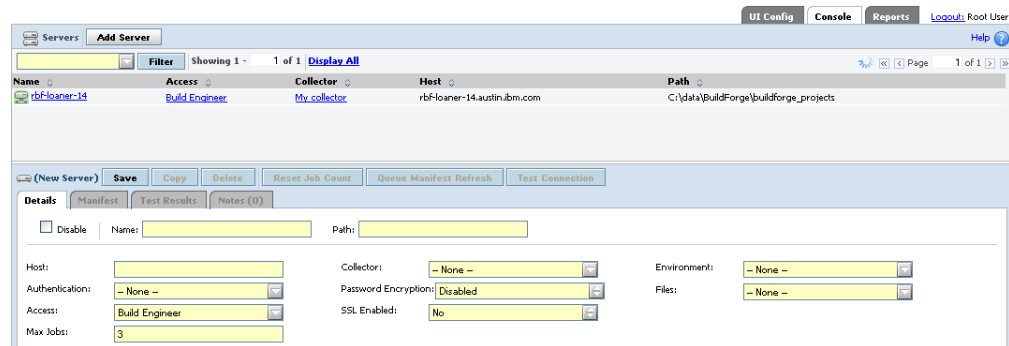 UI Config Console Reports Logout: Root User
Servers Add Server Help ?
Filter Showing 1 - 1 of 1 Display All Page 1 of 1
Name Access Collector Host Path
rbf-loaner-14 Build Engineer My collector rbf-loaner-14.austin.ibm.com C:\data\BuildForge\buildforge_projects
(New Server) Save Copy Delete Reset Job Count Queue Manifest Refresh Test Connection
Details Manifest Test Results Notes (0)
Disable Name: Path:
Host: Collector: – None – Environment: – None –
Authentication: – None – Password Encryption: Disabled Files: – None –
Access: Build Engineer SSL Enabled: No
Max Jobs: 3